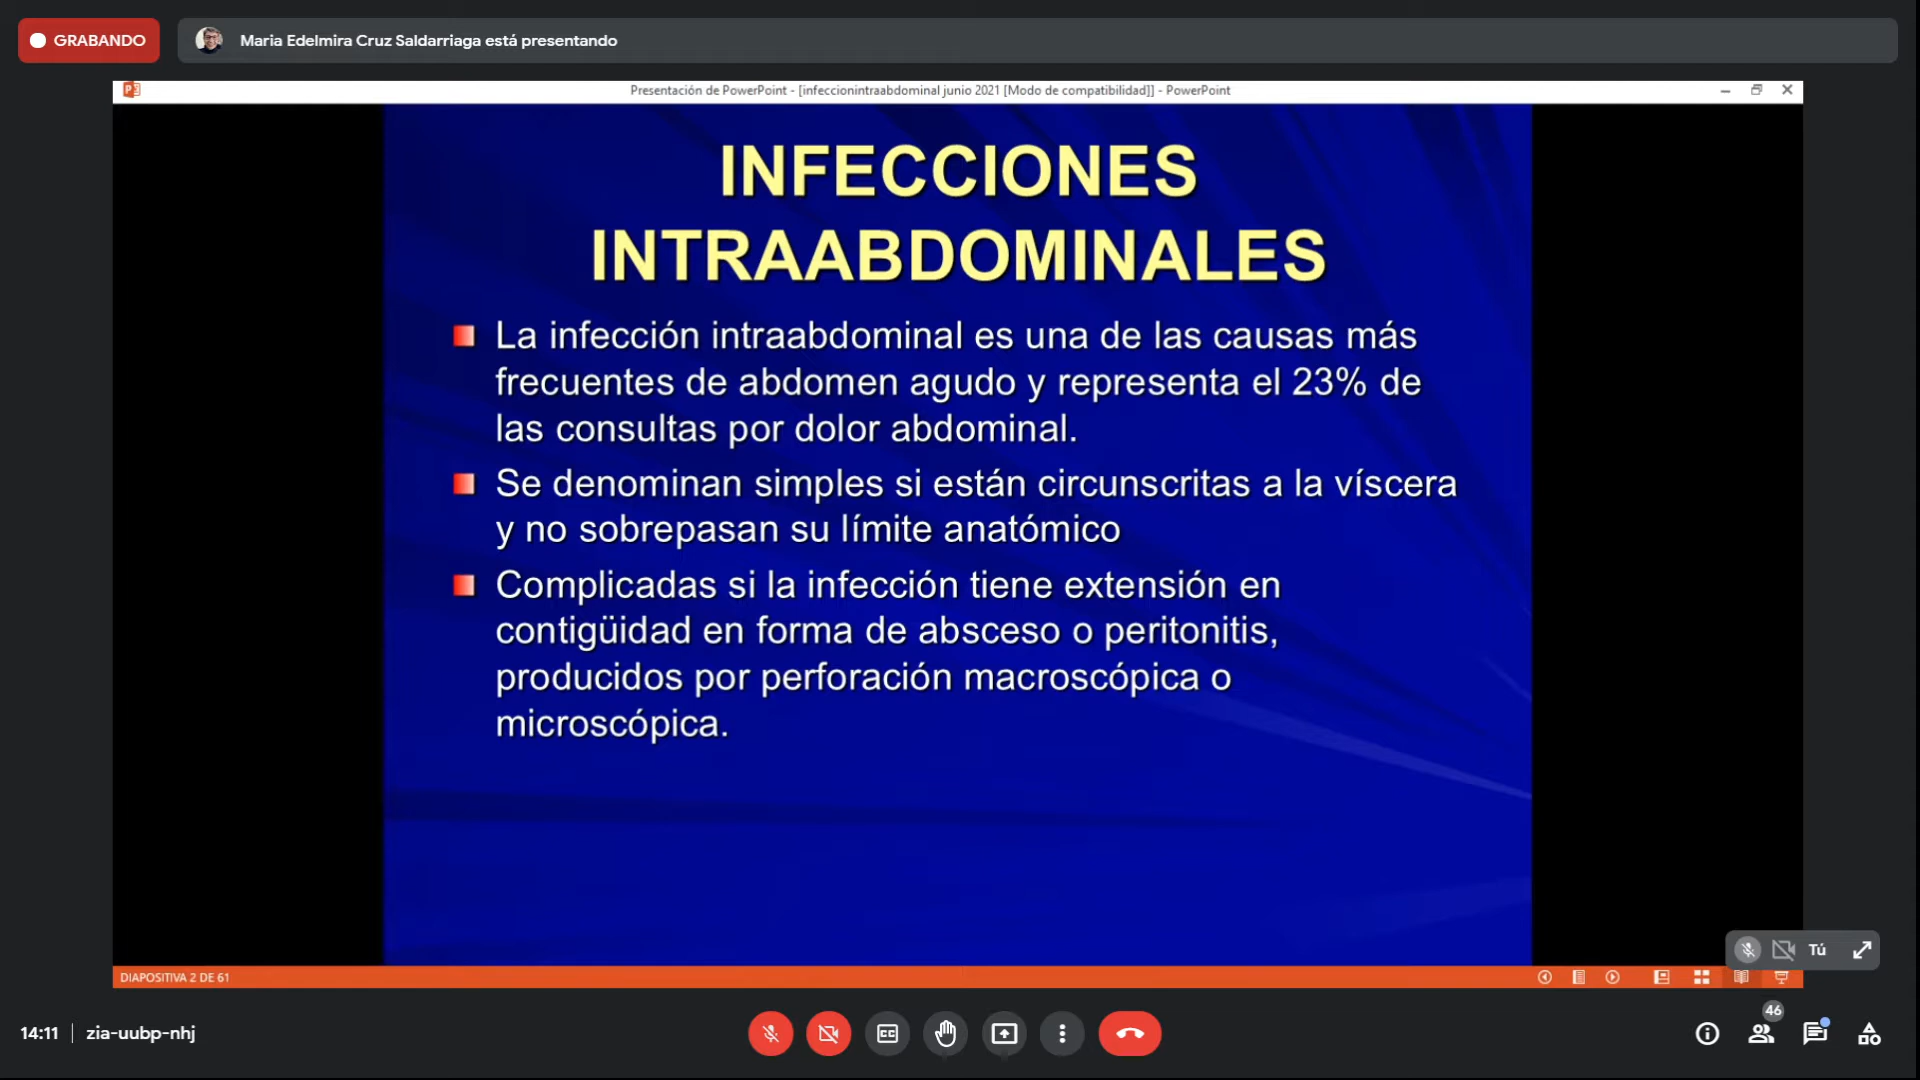 GRABANDO
Maria Edelmira Cruz Saldarriaga está presentando
Presentación de PowerPoint - [infeccionintraabdominal junio 2021 [Modo de compatibilidad]] - PowerPoint
INFECCIONES
INTRAABDOMINALES
La infección intraabdominal es una de las causas más
frecuentes de abdomen agudo y representa el 23% de
las consultas por dolor abdominal.
Se denominan simples si están circunscritas a la víscera
y no sobrepasan su límite anatómico
Complicadas si la infección tiene extensión en
contigüidad en forma de absceso o peritonitis,
producidos por perforación macroscópica o
microscópica.
Tú
DIAPOSITIVA 2 DE 61
14:11 | zia-uubp-nhj
CC
46